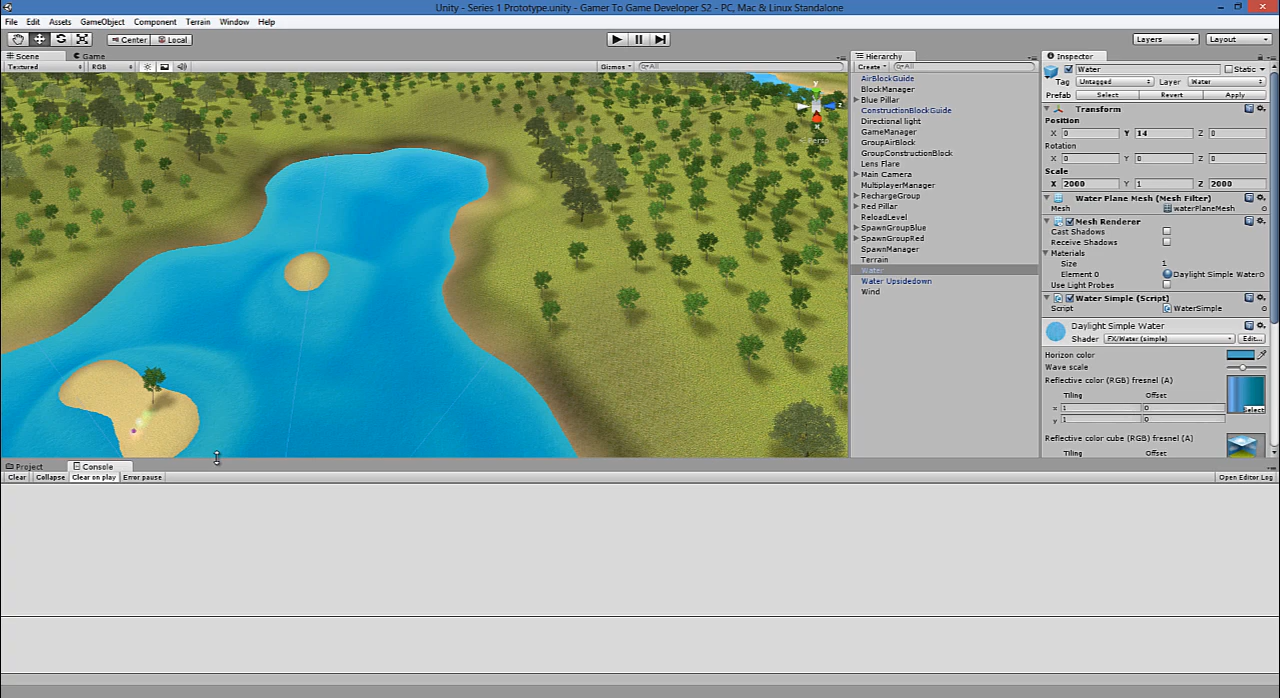 Unity - Series 1 Prototype.unity - Gamer To Game Developer S2 - PC, Mac & Linux Standalone
File Edit Assets GameObject Component Terrain Window Help
Center Local Layers Layout
Scene Game
Textured RGB Gizmos All
Persp
y
z
x
Hierarchy
Create All
AirBlockGuide
BlockManager
Blue Pillar
ConstructionBlockGuide
Directional light
GameManager
GroupAirBlock
GroupConstructionBlock
Lens Flare
Main Camera
MultiplayerManager
RechargeGroup
Red Pillar
ReloadLevel
SpawnGroupBlue
SpawnGroupRed
SpawnManager
Terrain
Water
Water Upsidedown
Wind
Inspector
Water Static
Tag Untagged Layer Water
Prefab Select Revert Apply
Transform
Position
X 0 Y 14 Z 0
Rotation
X 0 Y 0 Z 0
Scale
X 2000 Y 1 Z 2000
Water Plane Mesh (Mesh Filter)
Mesh waterPlaneMesh
Mesh Renderer
Cast Shadows
Receive Shadows
Materials
Size 1
Element 0 Daylight Simple Water
Use Light Probes
Water Simple (Script)
Script WaterSimple
Daylight Simple Water
Shader FX/Water (simple) Edit...
Horizon color
Wave scale
Reflective color (RGB) fresnel (A)
Tiling Offset
x 1 0
y 1 0
Select
Reflective color cube (RGB) fresnel (A)
Tiling Offset
Project Console
Clear Collapse Clear on play Error pause Open Editor Log